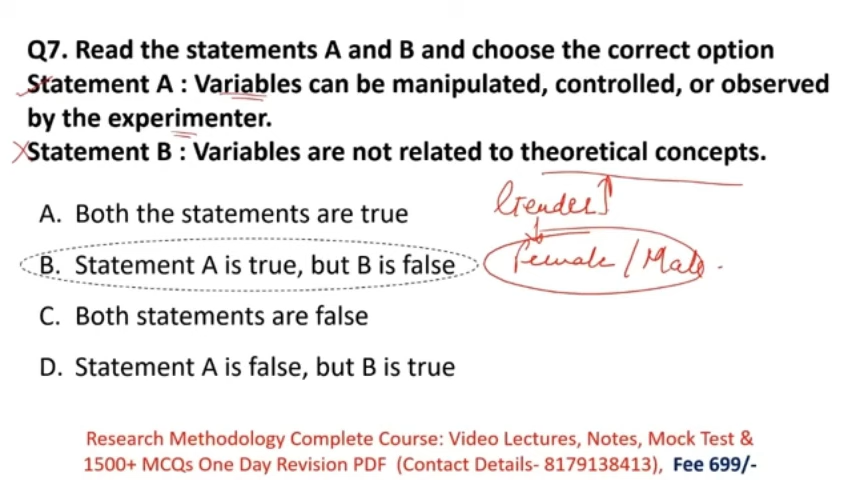 Q7. Read the statements A and B and choose the correct option
Statement A : Variables can be manipulated, controlled, or observed
by the experimenter.
Statement B : Variables are not related to theoretical concepts.
Gender
A. Both the statements are true
Female / Male
B. Statement A is true, but B is false
C. Both statements are false
D. Statement A is false, but B is true
Research Methodology Complete Course: Video Lectures, Notes, Mock Test &
1500+ MCQs One Day Revision PDF (Contact Details- 8179138413), Fee 699/-